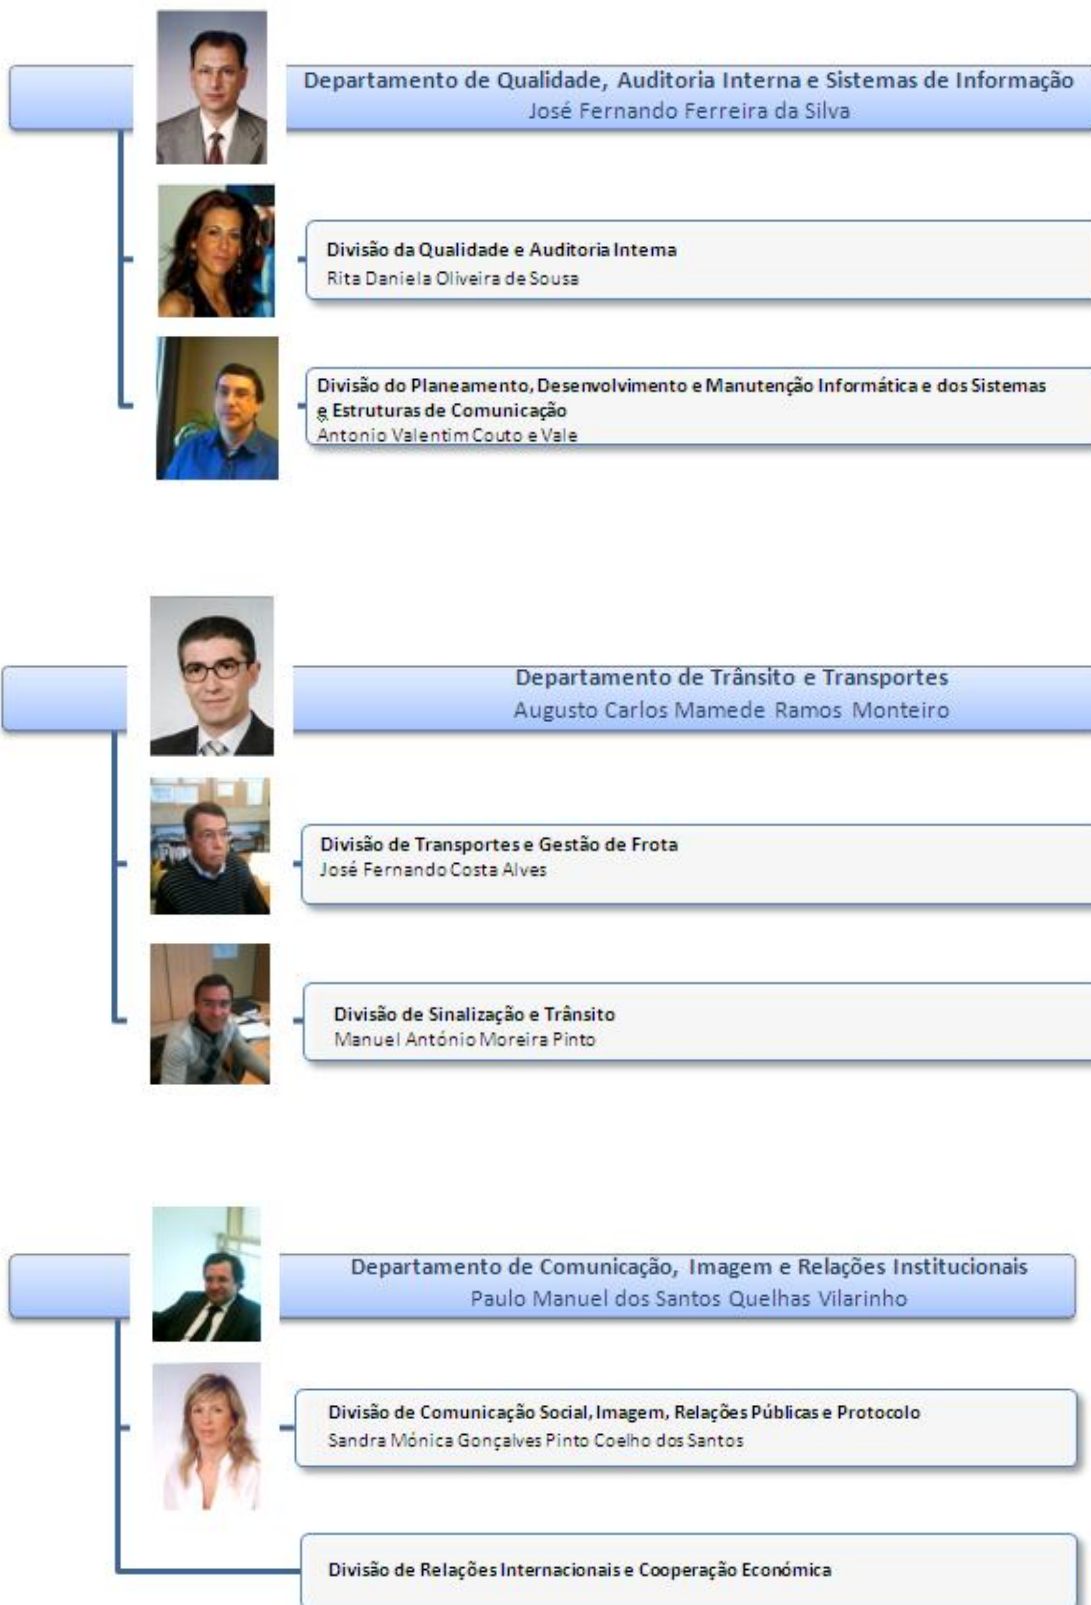 Departamento de Qualidade, Auditoria Interna e Sistemas de Informação
José Fernando Ferreira da Silva
Divisão da Qualidade e Auditoria Interna
Rita Daniela Oliveira de Sousa
Divisão do Planeamento, Desenvolvimento e Manutenção Informática e dos Sistemas
e Estruturas de Comunicação
Antonio Valentim Couto e Vale
Departamento de Trânsito e Transportes
Augusto Carlos Mamede Ramos Monteiro
Divisão de Transportes e Gestão de Frota
José Fernando Costa Alves
Divisão de Sinalização e Trânsito
Manuel António Moreira Pinto
Departamento de Comunicação, Imagem e Relações Institucionais
Paulo Manuel dos Santos Quelhas Vilarinho
Divisão de Comunicação Social, Imagem, Relações Públicas e Protocolo
Sandra Mónica Gonçalves Pinto Coelho dos Santos
Divisão de Relações Internacionais e Cooperação Económica